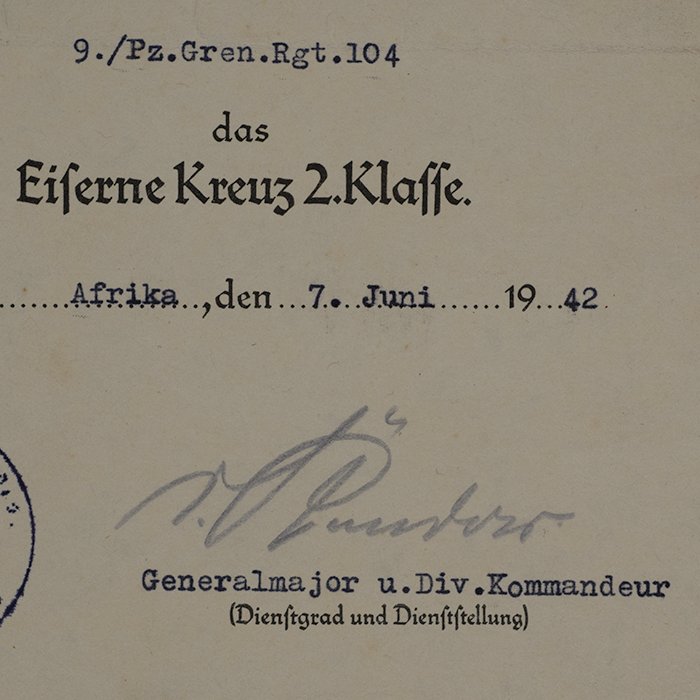 9./Pz.Gren.Rgt.104
das
Eiserne Kreuz 2.Klasse.
.......Afrika..,den...7. Juni......19..42.
Generalmajor u.Div.Kommandeur
(Dienstgrad und Dienststellung)